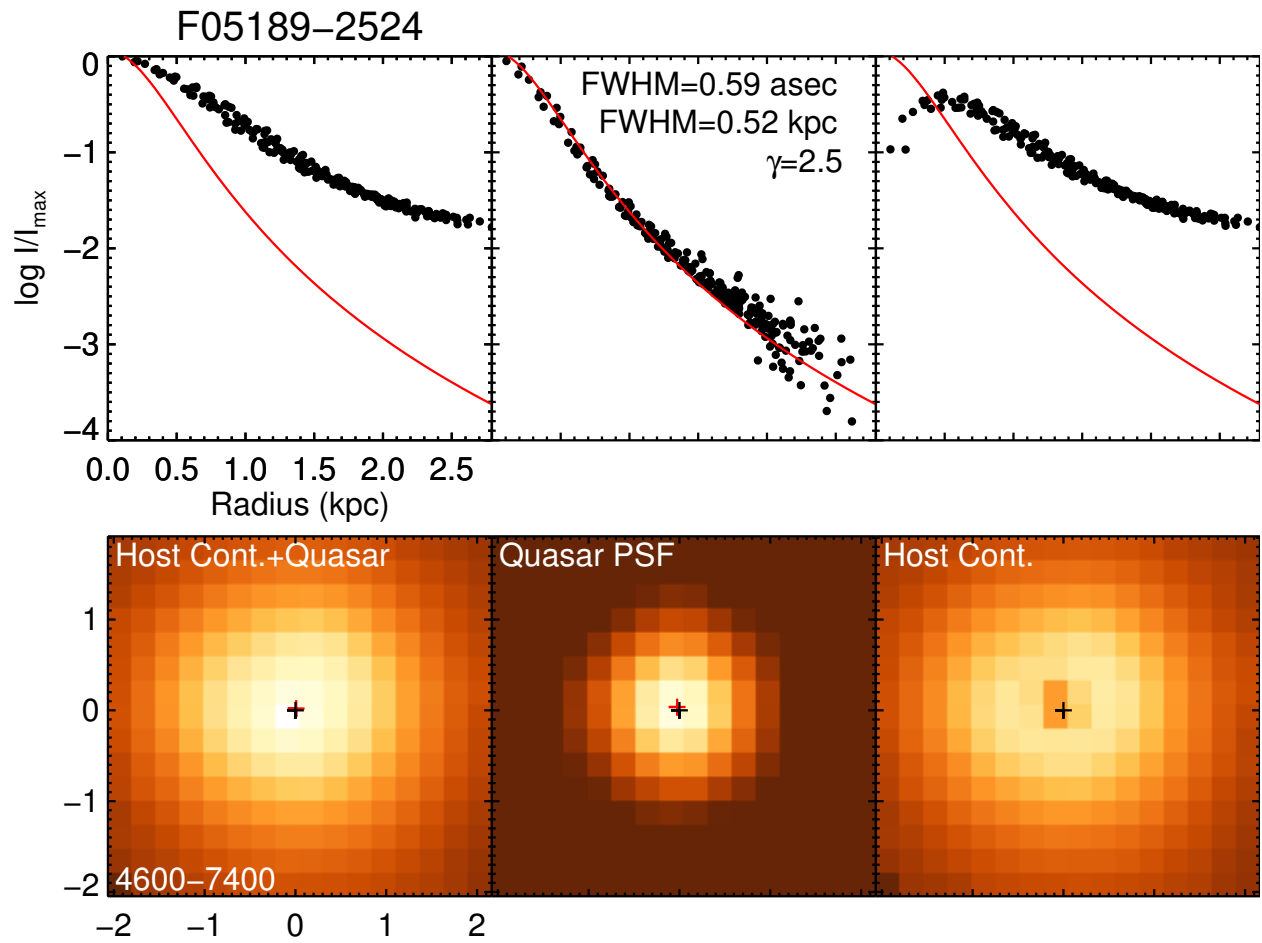 F05189−2524
0
−1
−2
−3
−4
log I/Imax
FWHM=0.59 asec
FWHM=0.52 kpc
γ=2.5
0.0 0.5 1.0 1.5 2.0 2.5
Radius (kpc)
Host Cont.+Quasar
Quasar PSF
Host Cont.
1
0
−1
−2
4600−7400
−2 −1 0 1 2